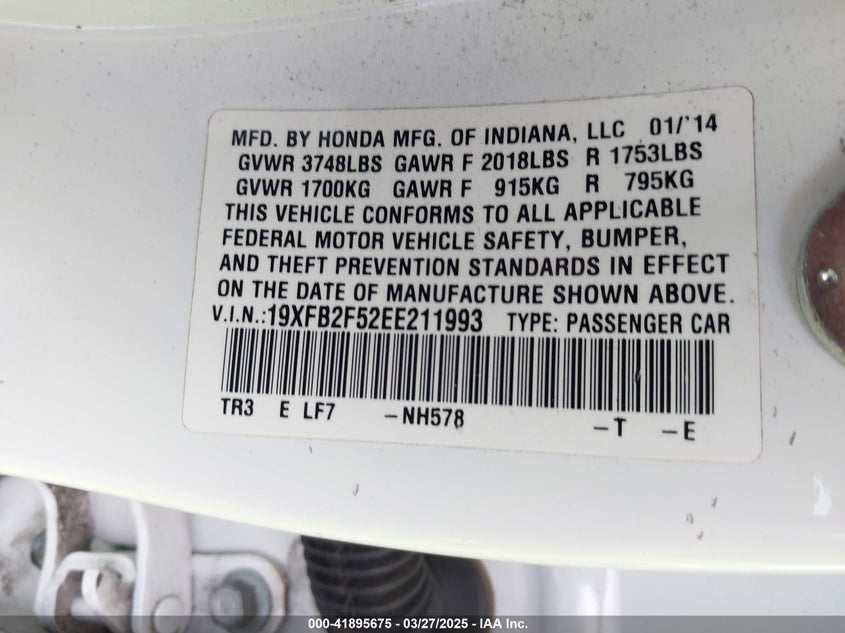 MFD. BY HONDA MFG. OF INDIANA, LLC 01/'14
GVWR 3748LBS GAWR F 2018LBS R 1753LBS
GVWR 1700KG GAWR F 915KG R 795KG
THIS VEHICLE CONFORMS TO ALL APPLICABLE
FEDERAL MOTOR VEHICLE SAFETY, BUMPER,
AND THEFT PREVENTION STANDARDS IN EFFECT
ON THE DATE OF MANUFACTURE SHOWN ABOVE.
V.I.N.:19XFB2F52EE211993 TYPE: PASSENGER CAR
TR3 E LF7 -NH578 -T -E
000-41895675 - 03/27/2025 - IAA Inc.